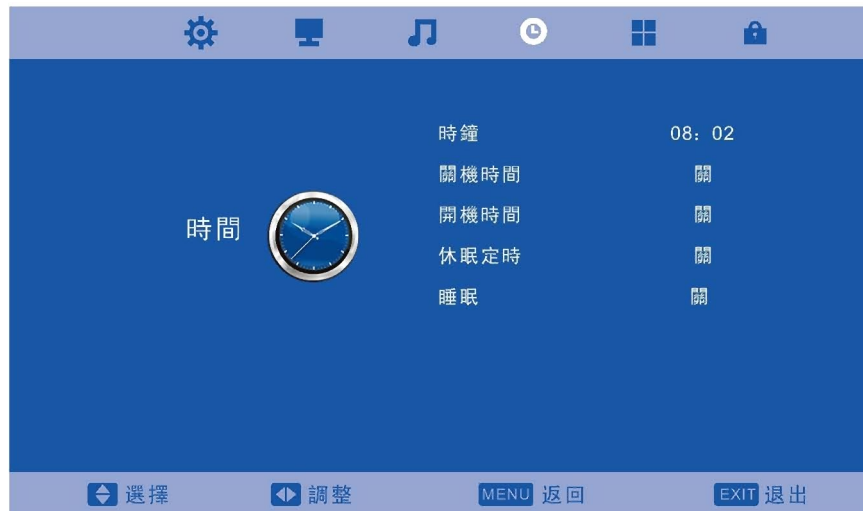 時鐘 08：02
關機時間 關
開機時間 關
時間
休眠定時 關
睡眠 關
選擇 調整 MENU 返回 EXIT 退出